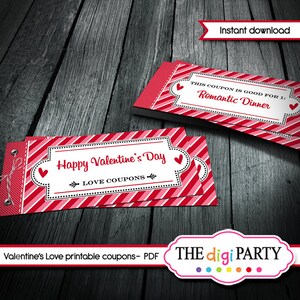 Instant download
THIS COUPON IS GOOD FOR 1:
Romantic Dinner
Happy Valentine's Day
LOVE COUPONS
Valentine's Love printable coupons- PDF
THE digi PARTY